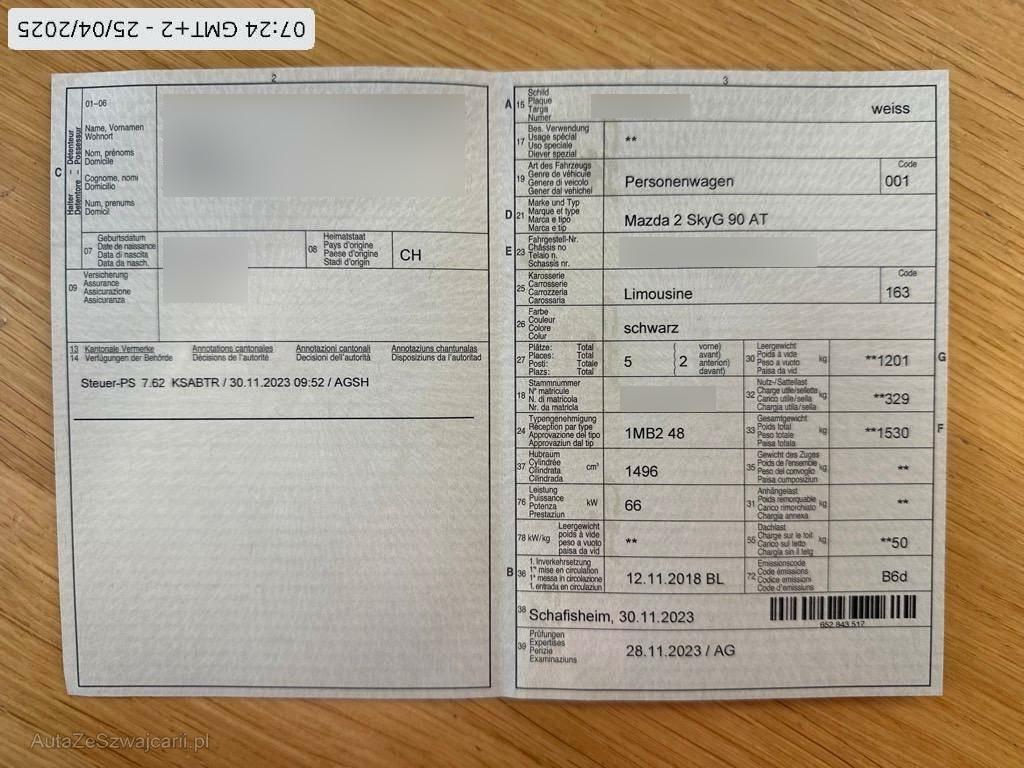 07:24 GMT+2 - 25/04/2025
2
C
Halter – Détenteur
Detentore – Possessur
01–06
Name, Vornamen
Wohnort
Nom, prénoms
Domicile
Cognome, nomi
Domicilio
Num, prenums
Domicil
07
Geburtsdatum
Date de naissance
Data di nascita
Data da nasch.
08
Heimatstaat
Pays d'origine
Paese d'origine
Stadi d'origin
CH
09
Versicherung
Assurance
Assicurazione
Assicuranza
13 Kantonale Vermerke Annotations cantonales Annotazioni cantonali Annotaziuns chantunalas
14 Verfügungen der Behörde Décisions de l'autorité Decisioni dell'autorità Disposiziuns da l'autoritad
Steuer-PS 7.62 KSABTR / 30.11.2023 09:52 / AGSH
3
A 15
Schild
Plaque
Targa
Numer
weiss
17
Bes. Verwendung
Usage spécial
Uso speciale
Diever spezial
**
19
Art des Fahrzeugs
Genre de véhicule
Genere di veicolo
Gener dal vehichel
Personenwagen
Code
001
D 21
Marke und Typ
Marque et type
Marca e tipo
Marca e tip
Mazda 2 SkyG 90 AT
E 23
Fahrgestell-Nr.
Châssis no
Telaio n.
Schassis nr.
25
Karosserie
Carrosserie
Carrozzeria
Carossaria
Limousine
Code
163
26
Farbe
Couleur
Colore
Colur
schwarz
27
Plätze: Total
Places: Total
Posti: Totale
Plazs: Total
5
( 2
vorne)
avant)
anteriori)
davant)
30
Leergewicht
Poids à vide
Peso a vuoto
Paisa da vid
kg
**1201
G
18
Stammnummer
N° matricule
N. di matricola
Nr. da matricla
32
Nutz-/Sattellast
Charge utile/sellette
Carico utile/sella
Chargia utila/sella
kg
**329
24
Typengenehmigung
Réception par type
Approvazione del tipo
Approvaziun dal tip
1MB2 48
33
Gesamtgewicht
Poids total
Peso totale
Paisa totala
kg
**1530
F
37
Hubraum
Cylindrée
Cilindrata
Cilindrada
cm³
1496
35
Gewicht des Zuges
Poids de l'ensemble
Peso del convoglio
Paisa cumposiziun
kg
**
76
Leistung
Puissance
Potenza
Prestaziun
kW
66
31
Anhängelast
Poids remorquable
Carico rimorchiato
Chargia annexa
kg
**
78 kW/kg
Leergewicht
poids à vide
peso a vuoto
paisa da vid
**
55
Dachlast
Charge sur le toit
Carico sul tetto
Chargia sin il tetg
kg
**50
B 36
1. Inverkehrsetzung
1re mise en circulation
1a messa in circolazione
1. entrada en circulaziun
12.11.2018 BL
72
Emissionscode
Code émissions
Codice emissioni
Code d'emissiuns
B6d
38
Schafisheim, 30.11.2023
652 843 517
39
Prüfungen
Expertises
Perizie
Examinaziuns
28.11.2023 / AG
AutaZeSzwajcarii.pl